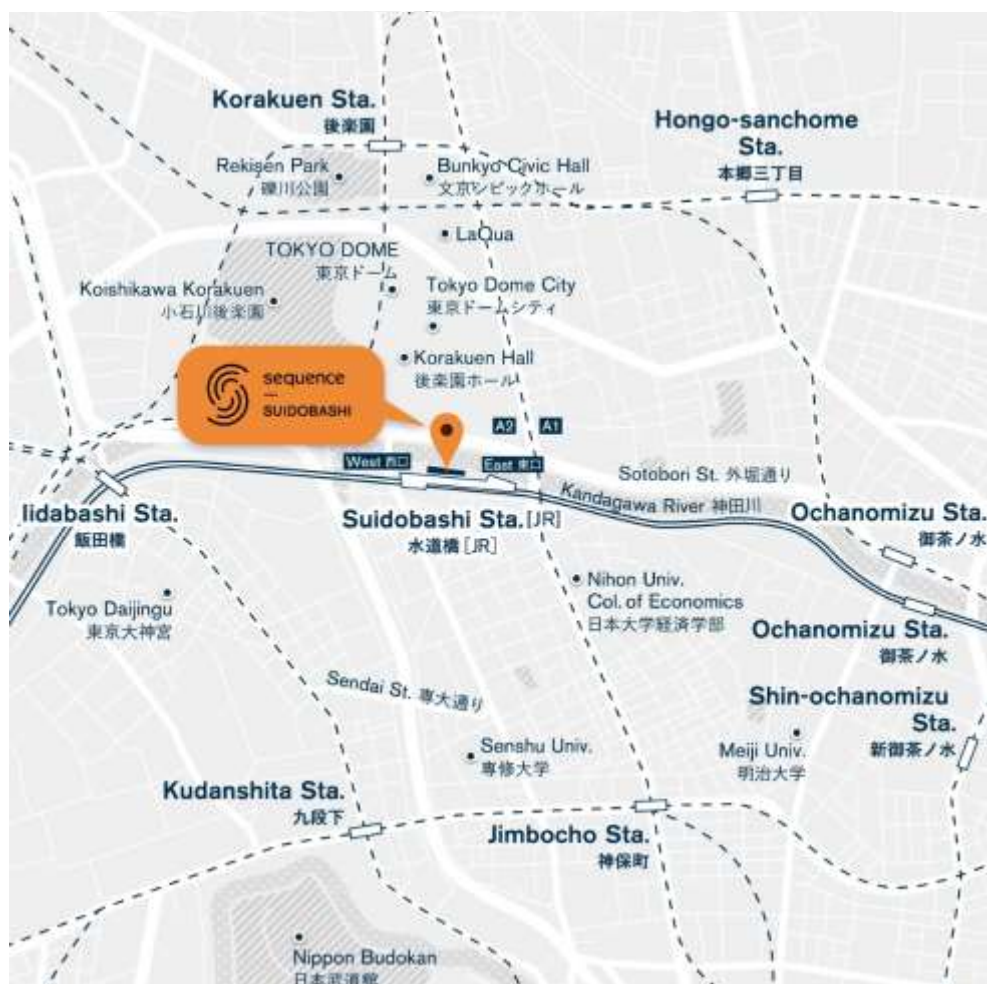 Korakuen Sta.
後楽園
Hongo-sanchome
Sta.
本郷三丁目
Rekisen Park
礫川公園
Bunkyo Civic Hall
文京シビックホール
LaQua
TOKYO DOME
東京ドーム
Koishikawa Korakuen
小石川後楽園
Tokyo Dome City
東京ドームシティ
Korakuen Hall
後楽園ホール
sequence
—
SUIDOBASHI
A2
A1
West 西口
East 東口
Sotobori St. 外堀通り
Kandagawa River 神田川
Iidabashi Sta.
飯田橋
Suidobashi Sta. [JR]
水道橋 [JR]
Ochanomizu Sta.
御茶ノ水
Tokyo Daijingu
東京大神宮
Nihon Univ.
Col. of Economics
日本大学経済学部
Ochanomizu Sta.
御茶ノ水
Sendai St. 専大通り
Shin-ochanomizu
Sta.
新御茶ノ水
Senshu Univ.
専修大学
Meiji Univ.
明治大学
Kudanshita Sta.
九段下
Jimbocho Sta.
神保町
Nippon Budokan
日本武道館